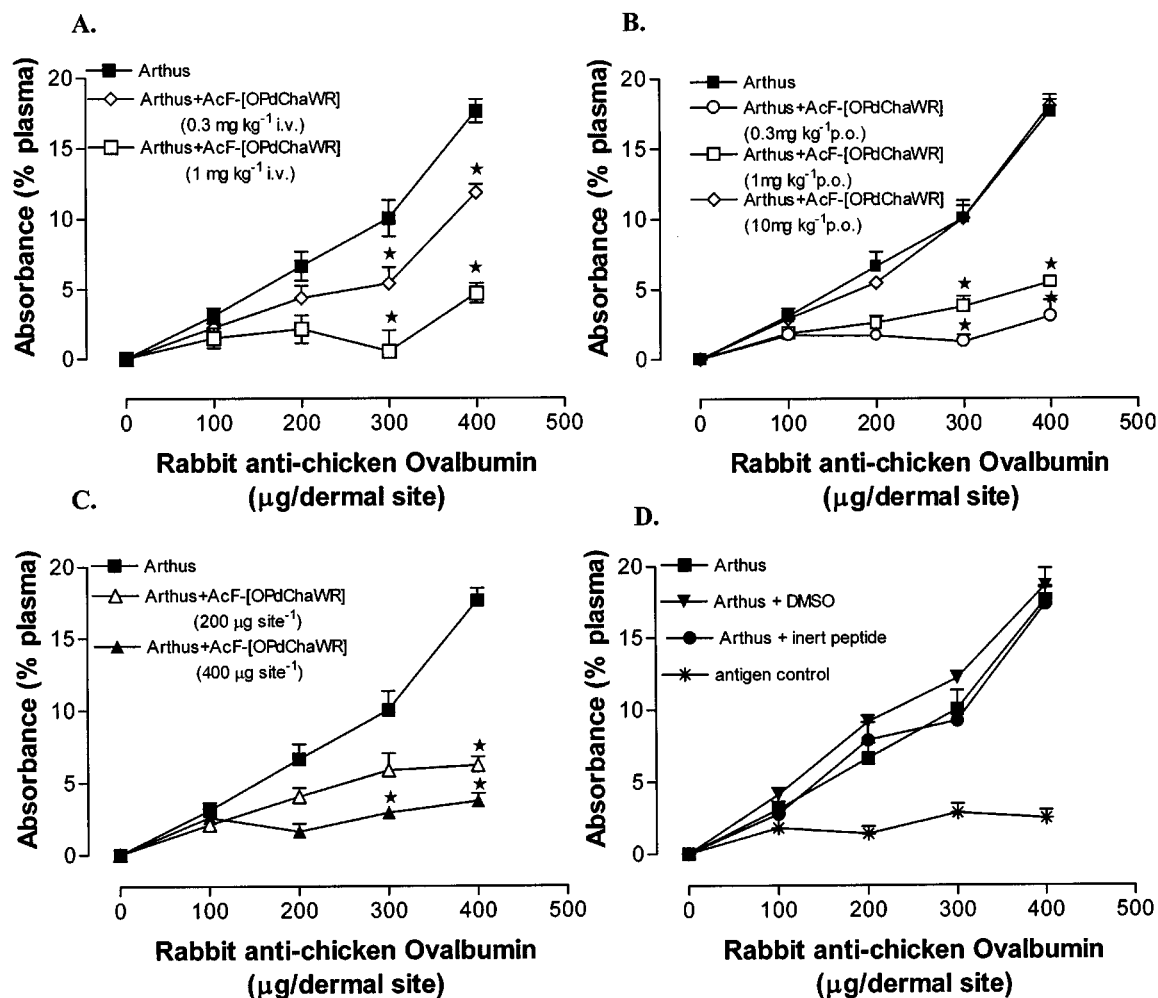 A.
Arthus
Arthus+AcF-[OPdChaWR]
(0.3 mg kg⁻¹ i.v.)
Arthus+AcF-[OPdChaWR]
(1 mg kg⁻¹ i.v.)
20
15
10
5
0
Absorbance (% plasma)
0 100 200 300 400 500
Rabbit anti-chicken Ovalbumin
(µg/dermal site)
B.
Arthus
Arthus+AcF-[OPdChaWR]
(0.3mg kg⁻¹p.o.)
Arthus+AcF-[OPdChaWR]
(1mg kg⁻¹p.o.)
Arthus+AcF-[OPdChaWR]
(10mg kg⁻¹p.o.)
20
15
10
5
0
Absorbance (% plasma)
0 100 200 300 400 500
Rabbit anti-chicken Ovalbumin
(µg/dermal site)
C.
Arthus
Arthus+AcF-[OPdChaWR]
(200 µg site⁻¹)
Arthus+AcF-[OPdChaWR]
(400 µg site⁻¹)
20
15
10
5
0
Absorbance (% plasma)
0 100 200 300 400 500
Rabbit anti-chicken Ovalbumin
(µg/dermal site)
D.
Arthus
Arthus + DMSO
Arthus + inert peptide
antigen control
20
15
10
5
0
Absorbance (% plasma)
0 100 200 300 400 500
Rabbit anti-chicken Ovalbumin
(µg/dermal site)